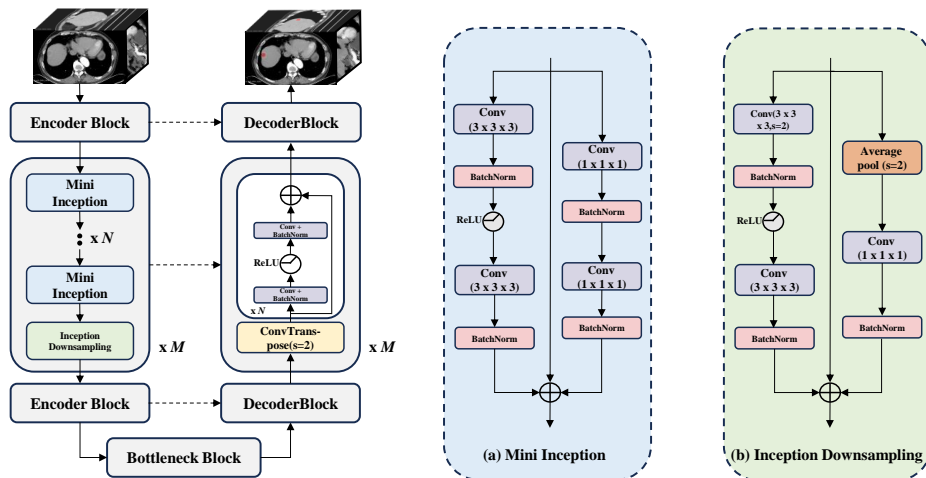 Encoder Block
DecoderBlock
Mini
Inception
x N
Mini
Inception
Inception
Downsampling
x M
Conv +
BatchNorm
ReLU
Conv +
BatchNorm
x N
ConvTrans-
pose(s=2)
x M
Encoder Block
DecoderBlock
Bottleneck Block
Conv
(3 x 3 x 3)
BatchNorm
ReLU
Conv
(3 x 3 x 3)
BatchNorm
Conv
(1 x 1 x 1)
BatchNorm
Conv
(1 x 1 x 1)
BatchNorm
(a) Mini Inception
Conv(3 x 3
x 3,s=2)
BatchNorm
ReLU
Conv
(3 x 3 x 3)
BatchNorm
Average
pool (s=2)
Conv
(1 x 1 x 1)
BatchNorm
(b) Inception Downsampling